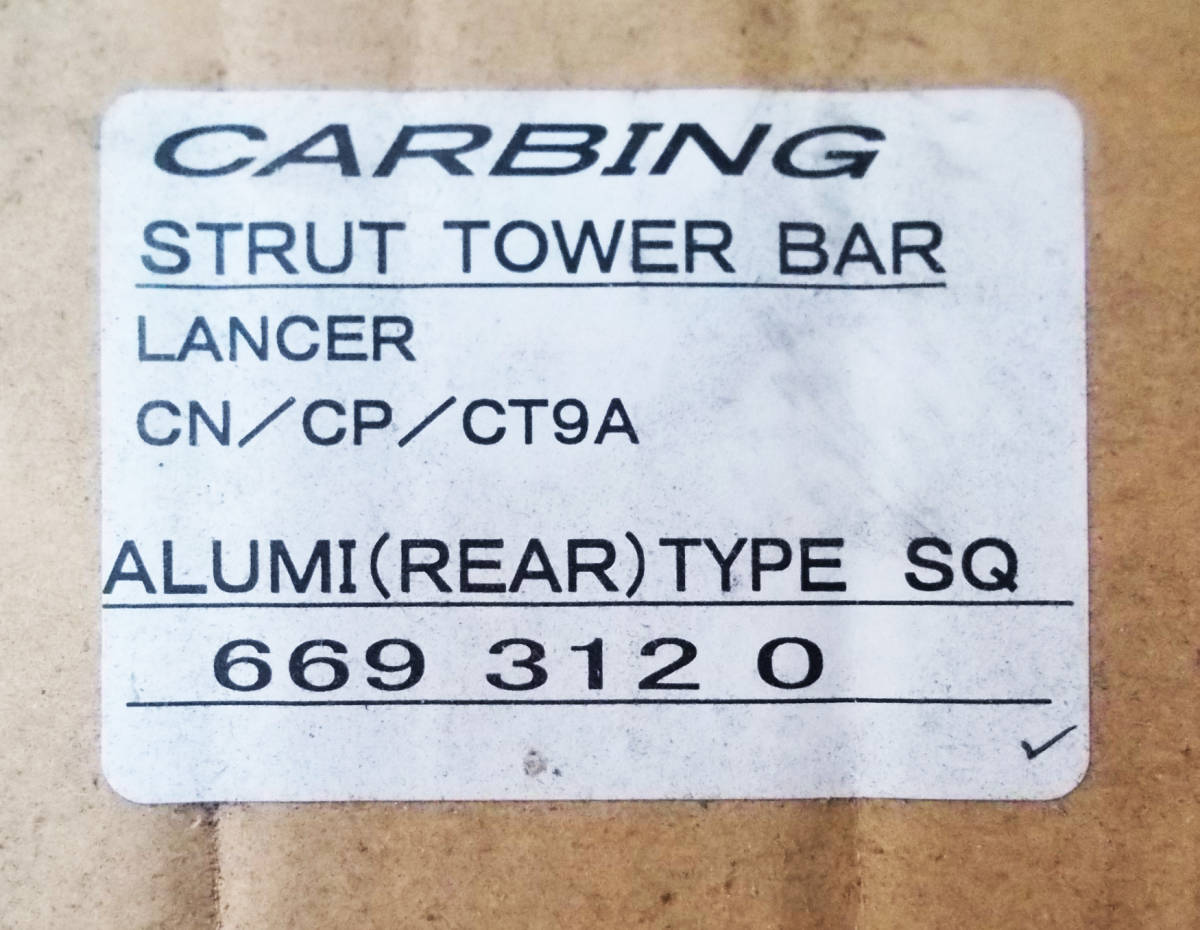 CARBING
STRUT TOWER BAR
LANCER
CN/CP/CT9A
ALUMI(REAR)TYPE SQ
669 312 0